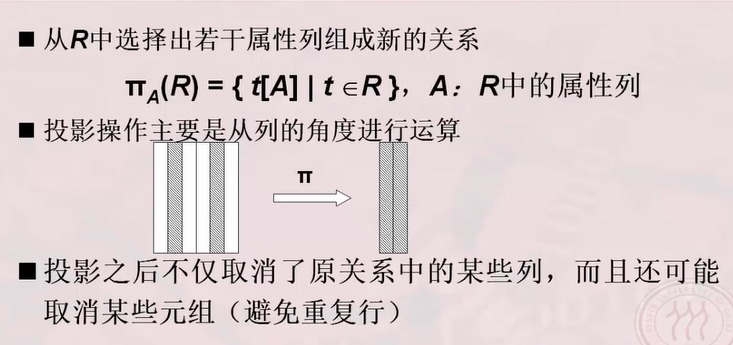 ■ 从R中选择出若干属性列组成新的关系
πA(R) = { t[A] | t ∈R }，A：R中的属性列
■ 投影操作主要是从列的角度进行运算
π
■ 投影之后不仅取消了原关系中的某些列，而且还可能
取消某些元组（避免重复行）